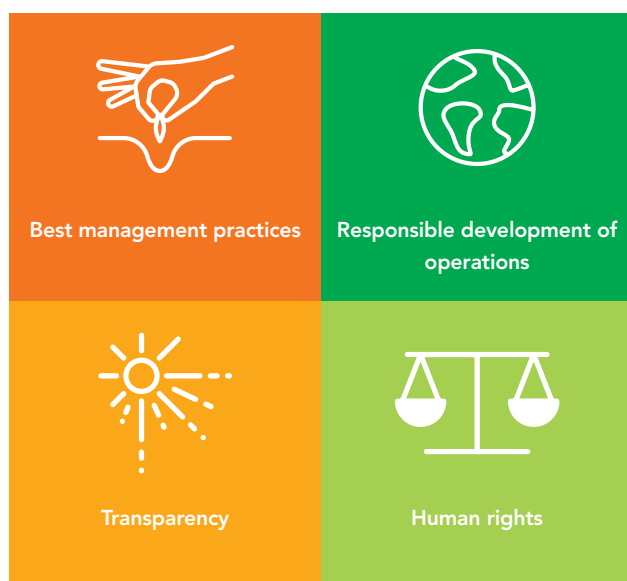 Best management practices
Responsible development of
operations
Transparency
Human rights